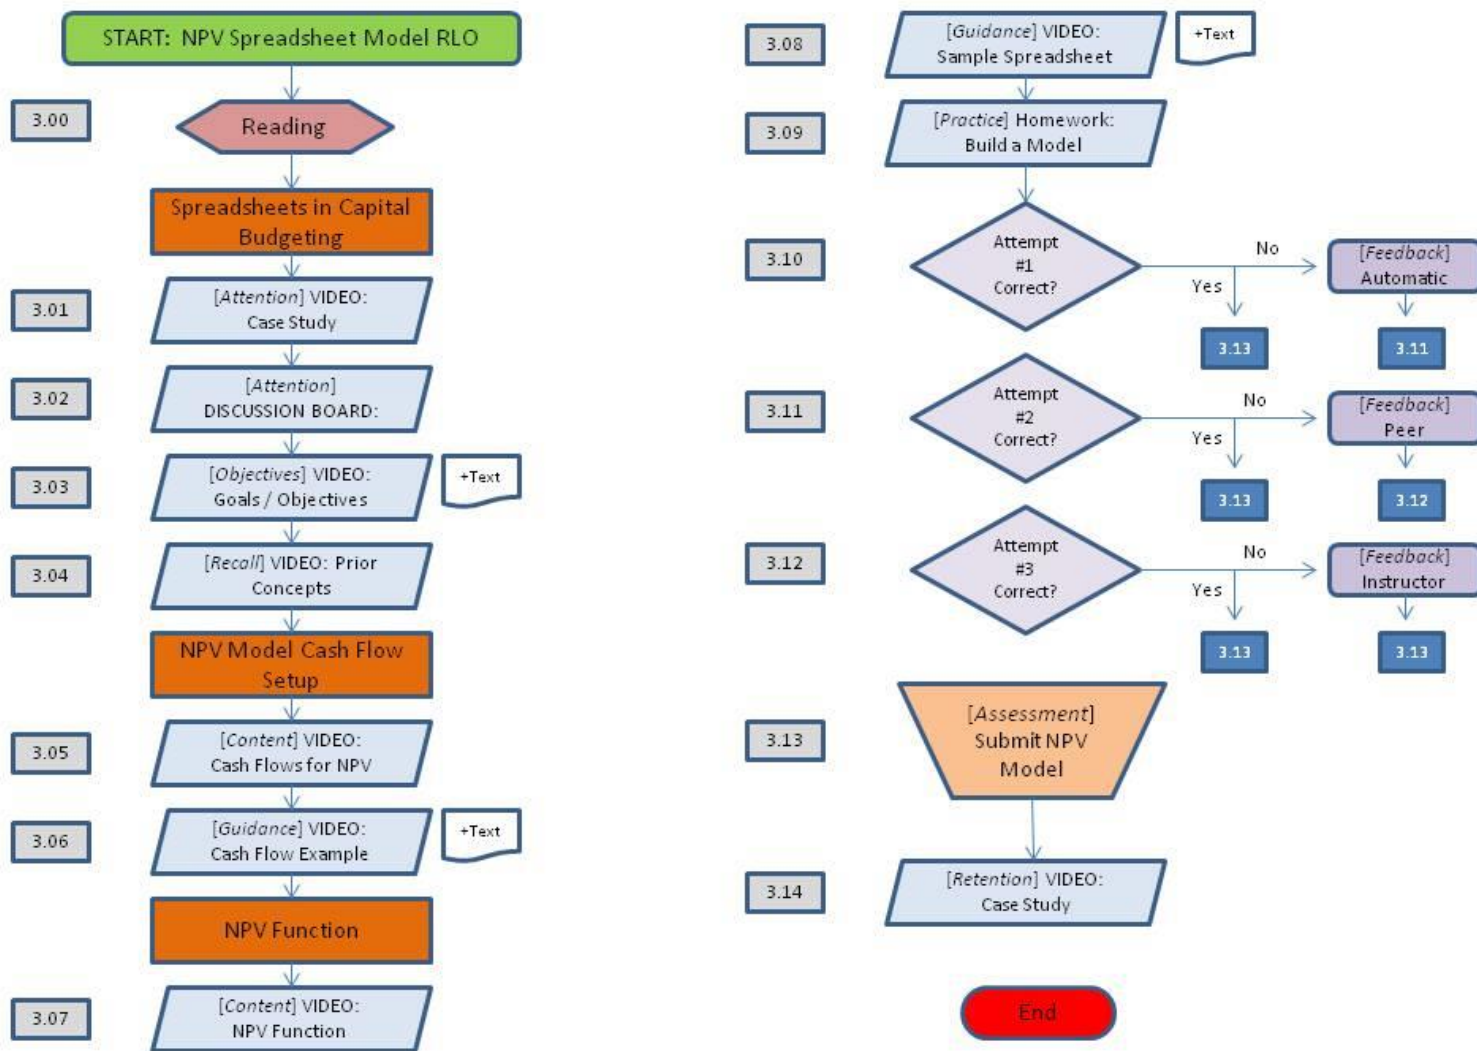 START: NPV Spreadsheet Model RLO
3.00
Reading
Spreadsheets in Capital
Budgeting
3.01
[Attention] VIDEO:
Case Study
3.02
[Attention]
DISCUSSION BOARD:
3.03
[Objectives] VIDEO:
Goals / Objectives
+Text
3.04
[Recall] VIDEO: Prior
Concepts
NPV Model Cash Flow
Setup
3.05
[Content] VIDEO:
Cash Flows for NPV
3.06
[Guidance] VIDEO:
Cash Flow Example
+Text
NPV Function
3.07
[Content] VIDEO:
NPV Function
3.08
[Guidance] VIDEO:
Sample Spreadsheet
+Text
3.09
[Practice] Homework:
Build a Model
3.10
Attempt
#1
Correct?
No
Yes
[Feedback]
Automatic
3.13
3.11
3.11
Attempt
#2
Correct?
No
Yes
[Feedback]
Peer
3.13
3.12
3.12
Attempt
#3
Correct?
No
Yes
[Feedback]
Instructor
3.13
3.13
3.13
[Assessment]
Submit NPV
Model
3.14
[Retention] VIDEO:
Case Study
End